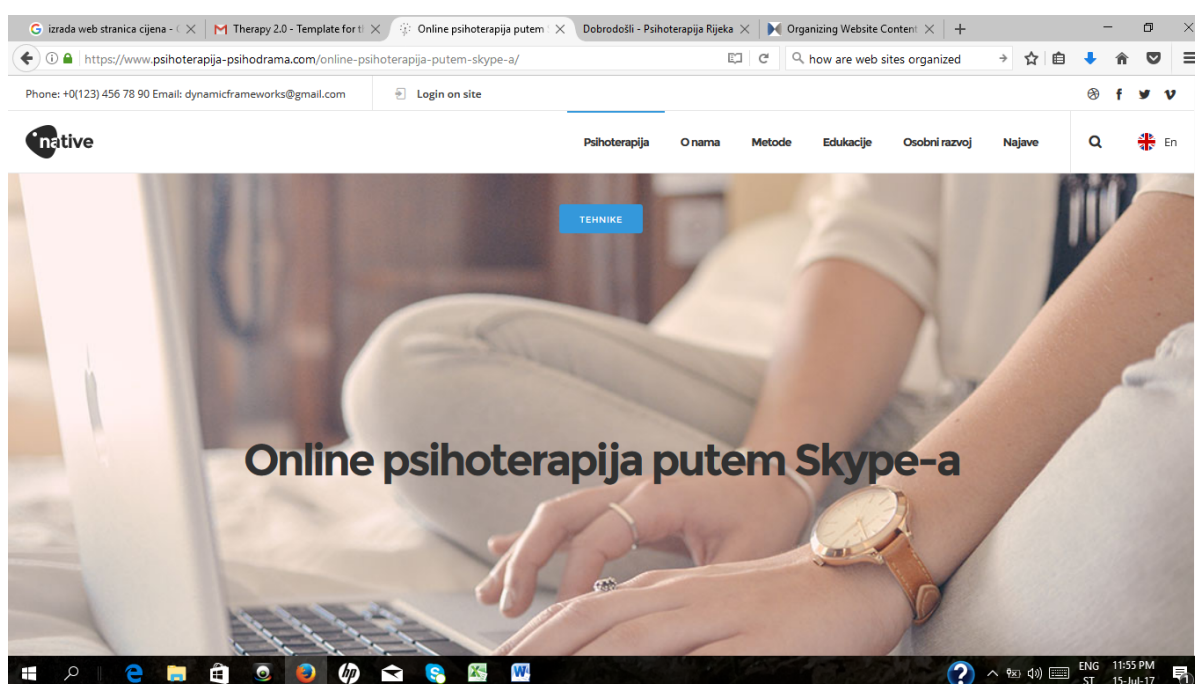 izrada web stranica cijena - G
Therapy 2.0 - Template for th
Online psihoterapija putem S
Dobrodošli - Psihoterapija Rijeka
Organizing Website Content
https://www.psihoterapija-psihodrama.com/online-psihoterapija-putem-skype-a/
how are web sites organized
Phone: +0(123) 456 78 90 Email: dynamicframeworks@gmail.com
Login on site
native
Psihoterapija O nama Metode Edukacije Osobni razvoj Najave
En
TEHNIKE
Online psihoterapija putem Skype-a
ENG 11:55 PM
ST 15-Jul-17